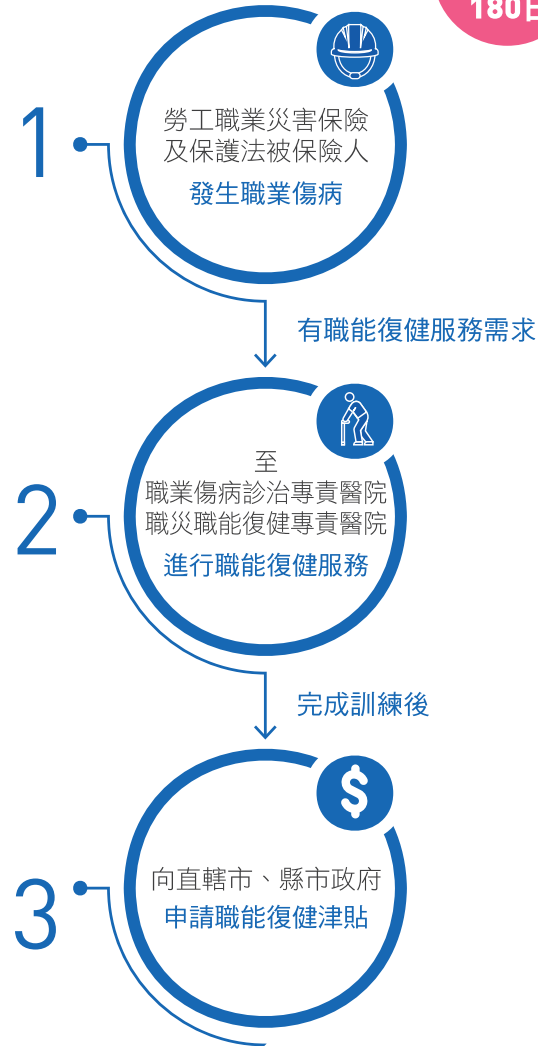 180日
1
勞工職業災害保險
及保護法被保險人
發生職業傷病
有職能復健服務需求
2
至
職業傷病診治專責醫院
職災職能復健專責醫院
進行職能復健服務
完成訓練後
3
$
向直轄市、縣市政府
申請職能復健津貼